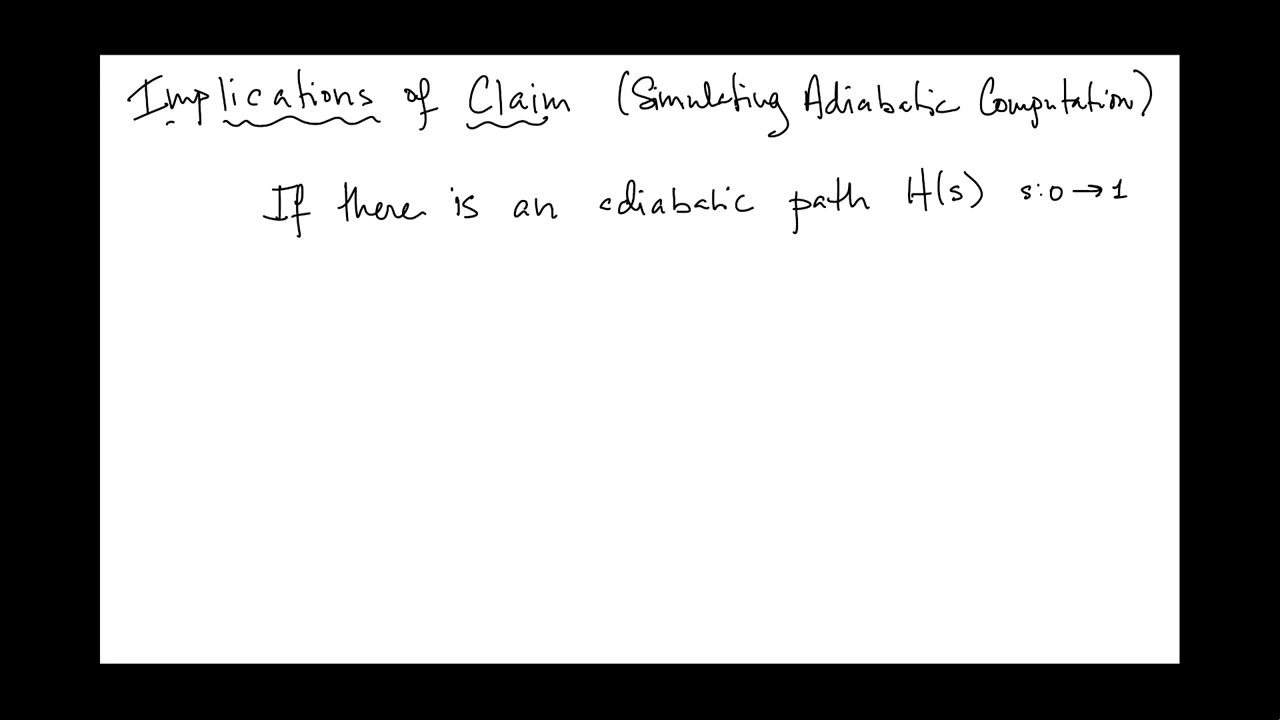 Implications of Claim (Simulating Adiabatic Computation)
If there is an adiabatic path H(s) s:0→1